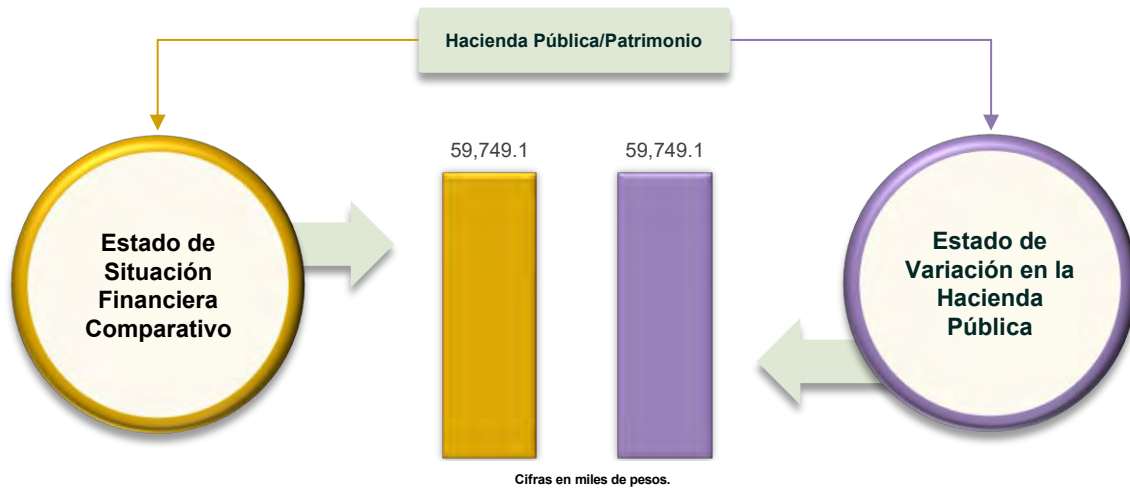 Hacienda Pública/Patrimonio
59,749.1
59,749.1
Estado de
Situación
Financiera
Comparativo
Estado de
Variación en la
Hacienda
Pública
Cifras en miles de pesos.